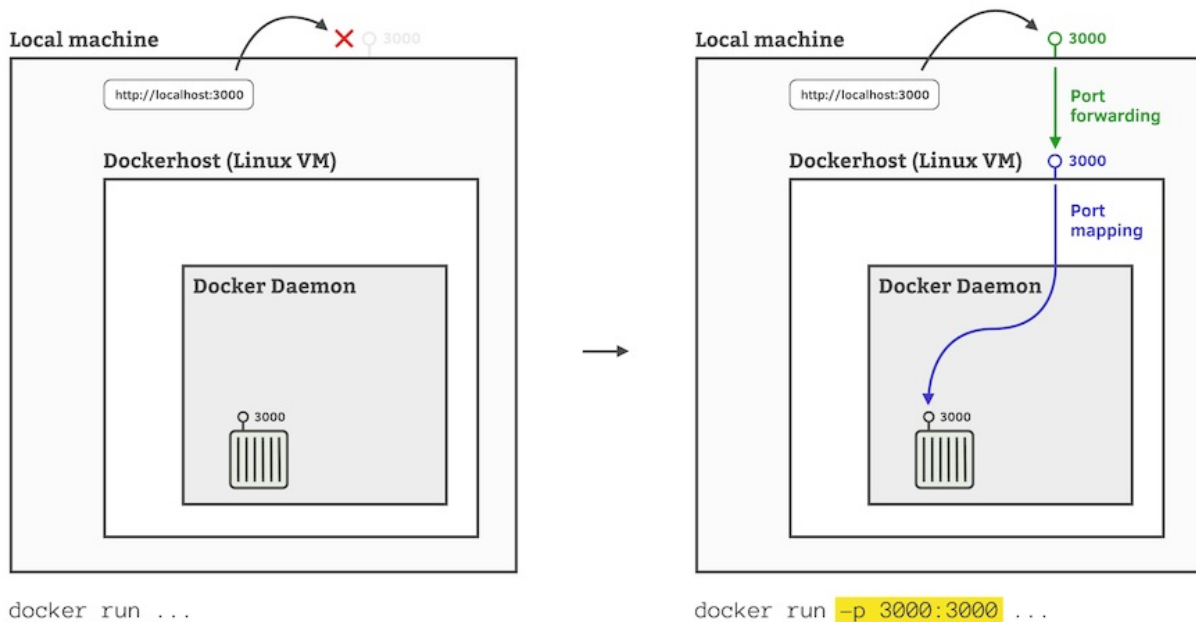 Local machine
3000
http://localhost:3000
Dockerhost (Linux VM)
Docker Daemon
3000
docker run ...
Local machine
3000
http://localhost:3000
Port
forwarding
Dockerhost (Linux VM)
3000
Port
mapping
Docker Daemon
3000
docker run -p 3000:3000 ...